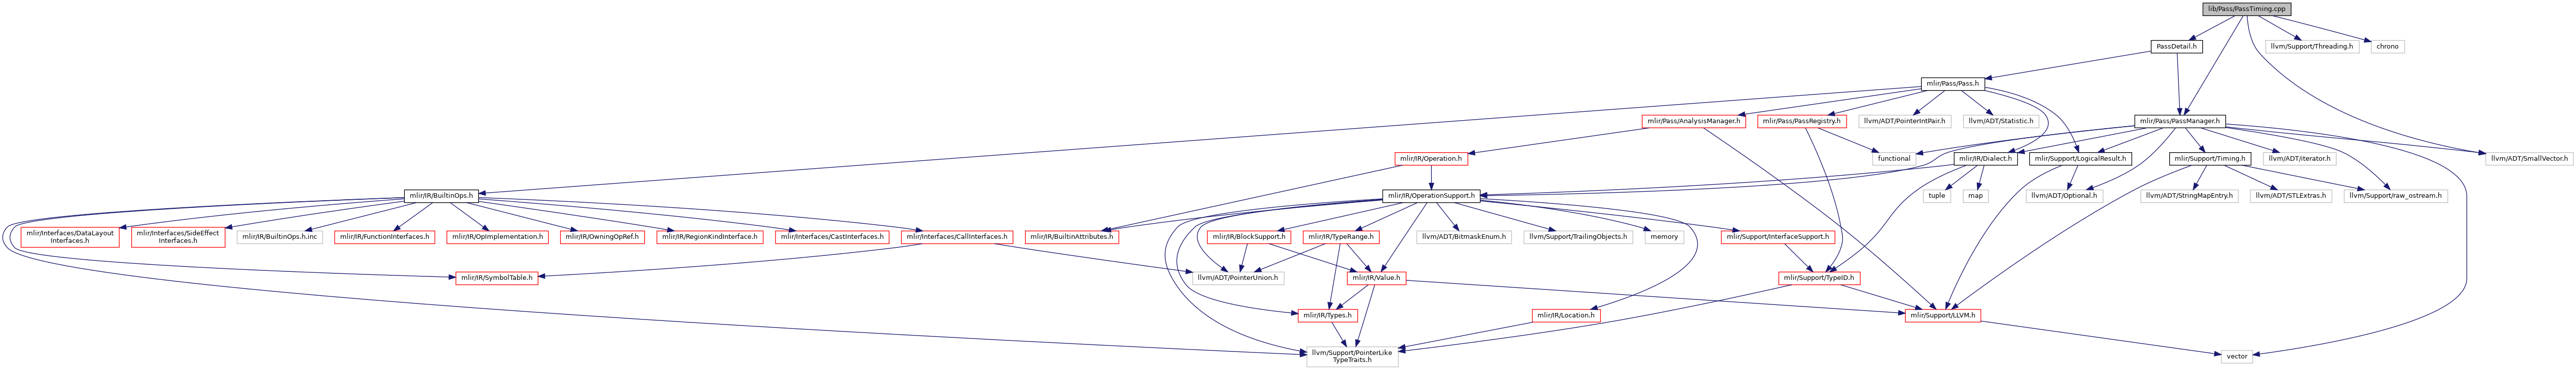 lib/Pass/PassTiming.cpp
PassDetail.h
llvm/Support/Threading.h
chrono
mlir/Pass/Pass.h
mlir/Pass/AnalysisManager.h
mlir/Pass/PassRegistry.h
llvm/ADT/PointerIntPair.h
llvm/ADT/Statistic.h
mlir/Pass/PassManager.h
mlir/IR/Operation.h
functional
mlir/IR/Dialect.h
mlir/Support/LogicalResult.h
mlir/Support/Timing.h
llvm/ADT/iterator.h
llvm/ADT/SmallVector.h
mlir/IR/BuiltinOps.h
mlir/IR/OperationSupport.h
tuple
map
llvm/ADT/Optional.h
llvm/ADT/StringMapEntry.h
llvm/ADT/STLExtras.h
llvm/Support/raw_ostream.h
mlir/Interfaces/DataLayout
Interfaces.h
mlir/Interfaces/SideEffect
Interfaces.h
mlir/IR/BuiltinOps.h.inc
mlir/IR/FunctionInterfaces.h
mlir/IR/OpImplementation.h
mlir/IR/OwningOpRef.h
mlir/IR/RegionKindInterface.h
mlir/Interfaces/CastInterfaces.h
mlir/Interfaces/CallInterfaces.h
mlir/IR/BuiltinAttributes.h
mlir/IR/BlockSupport.h
mlir/IR/TypeRange.h
llvm/ADT/BitmaskEnum.h
llvm/Support/TrailingObjects.h
memory
mlir/Support/InterfaceSupport.h
mlir/IR/SymbolTable.h
llvm/ADT/PointerUnion.h
mlir/IR/Value.h
mlir/Support/TypeID.h
mlir/IR/Types.h
mlir/IR/Location.h
mlir/Support/LLVM.h
llvm/Support/PointerLike
TypeTraits.h
vector